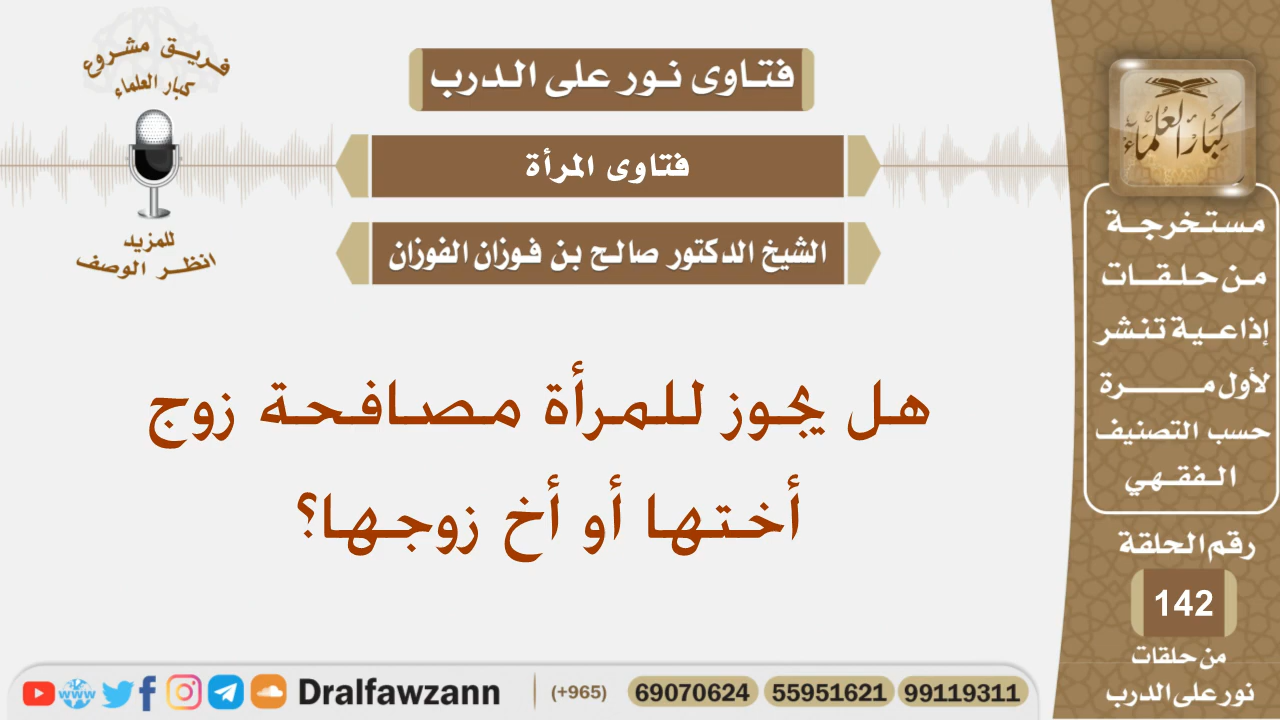 فريق مشروع
كبار العلماء
للمزيد
انظر الوصف
فتاوى نور على الدرب
فتاوى المرأة
الشيخ الدكتور صالح بن فوزان الفوزان
هل يجوز للمرأة مصافحة زوج
أختها أو أخ زوجها؟
كبار العلماء
مستخرجة
من حلقات
إذاعية تنشر
لأول مرة
حسب التصنيف
الفقهي
رقم الحلقة
142
من حلقات
نور على الدرب
www Dralfawzann (+965) 69070624 55951621 99119311